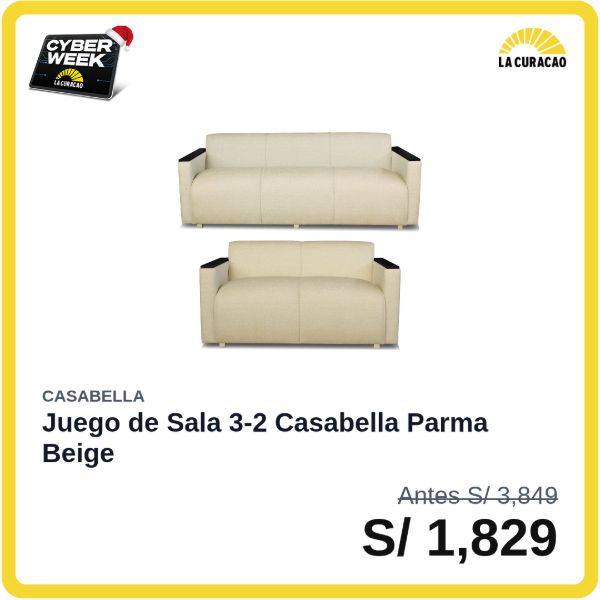 CYBER
WEEK
LA CURACAO
LA CURACAO
CASABELLA
Juego de Sala 3-2 Casabella Parma
Beige
Antes S/ 3,849
S/ 1,829